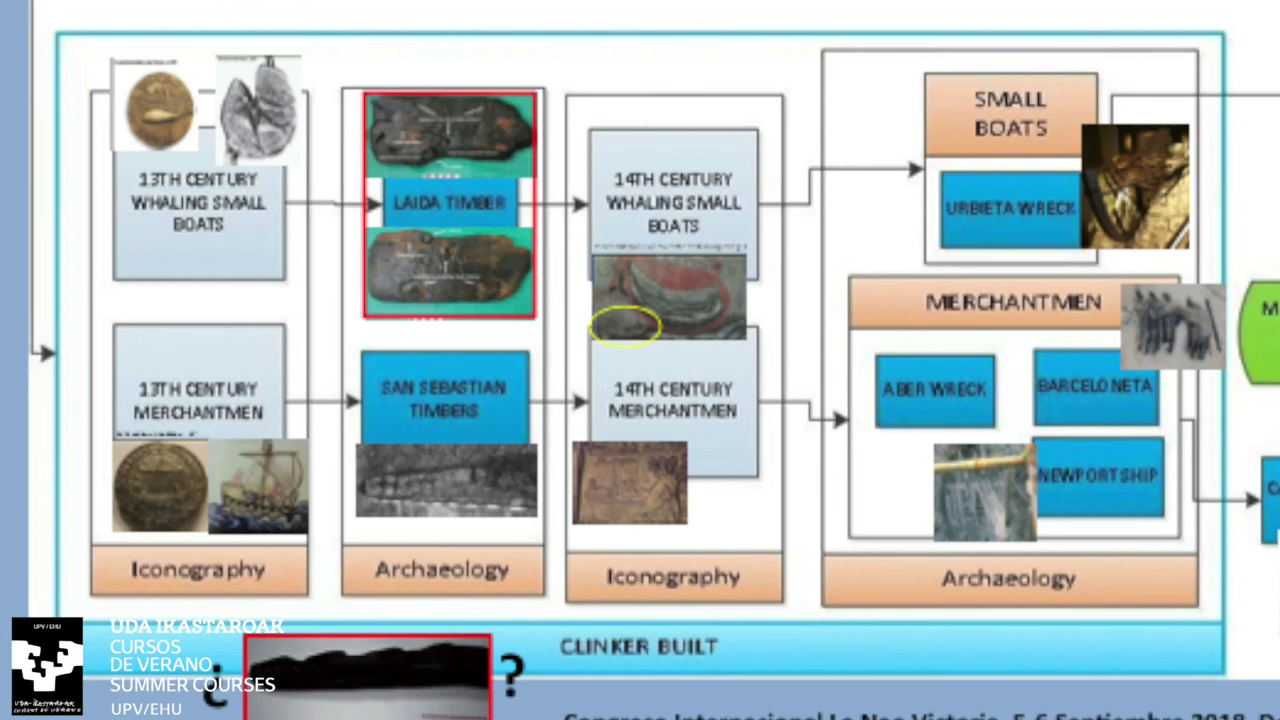 13TH CENTURY
WHALING SMALL
BOATS
LAIDA TIMBER
14TH CENTURY
WHALING SMALL
BOATS
SMALL
BOATS
URBIETA WRECK
13TH CENTURY
MERCHANTMEN
SAN SEBASTIAN
TIMBERS
14TH CENTURY
MERCHANTMEN
MERCHANTMEN
ABER WRECK
BARCELONETA
NEWPORT SHIP
Iconography
Archaeology
Iconography
Archaeology
CLINKER BUILT
¿ ?
UPV/EHU
UDA IKASTAROAK
CURSOS
DE VERANO
SUMMER COURSES
UPV/EHU